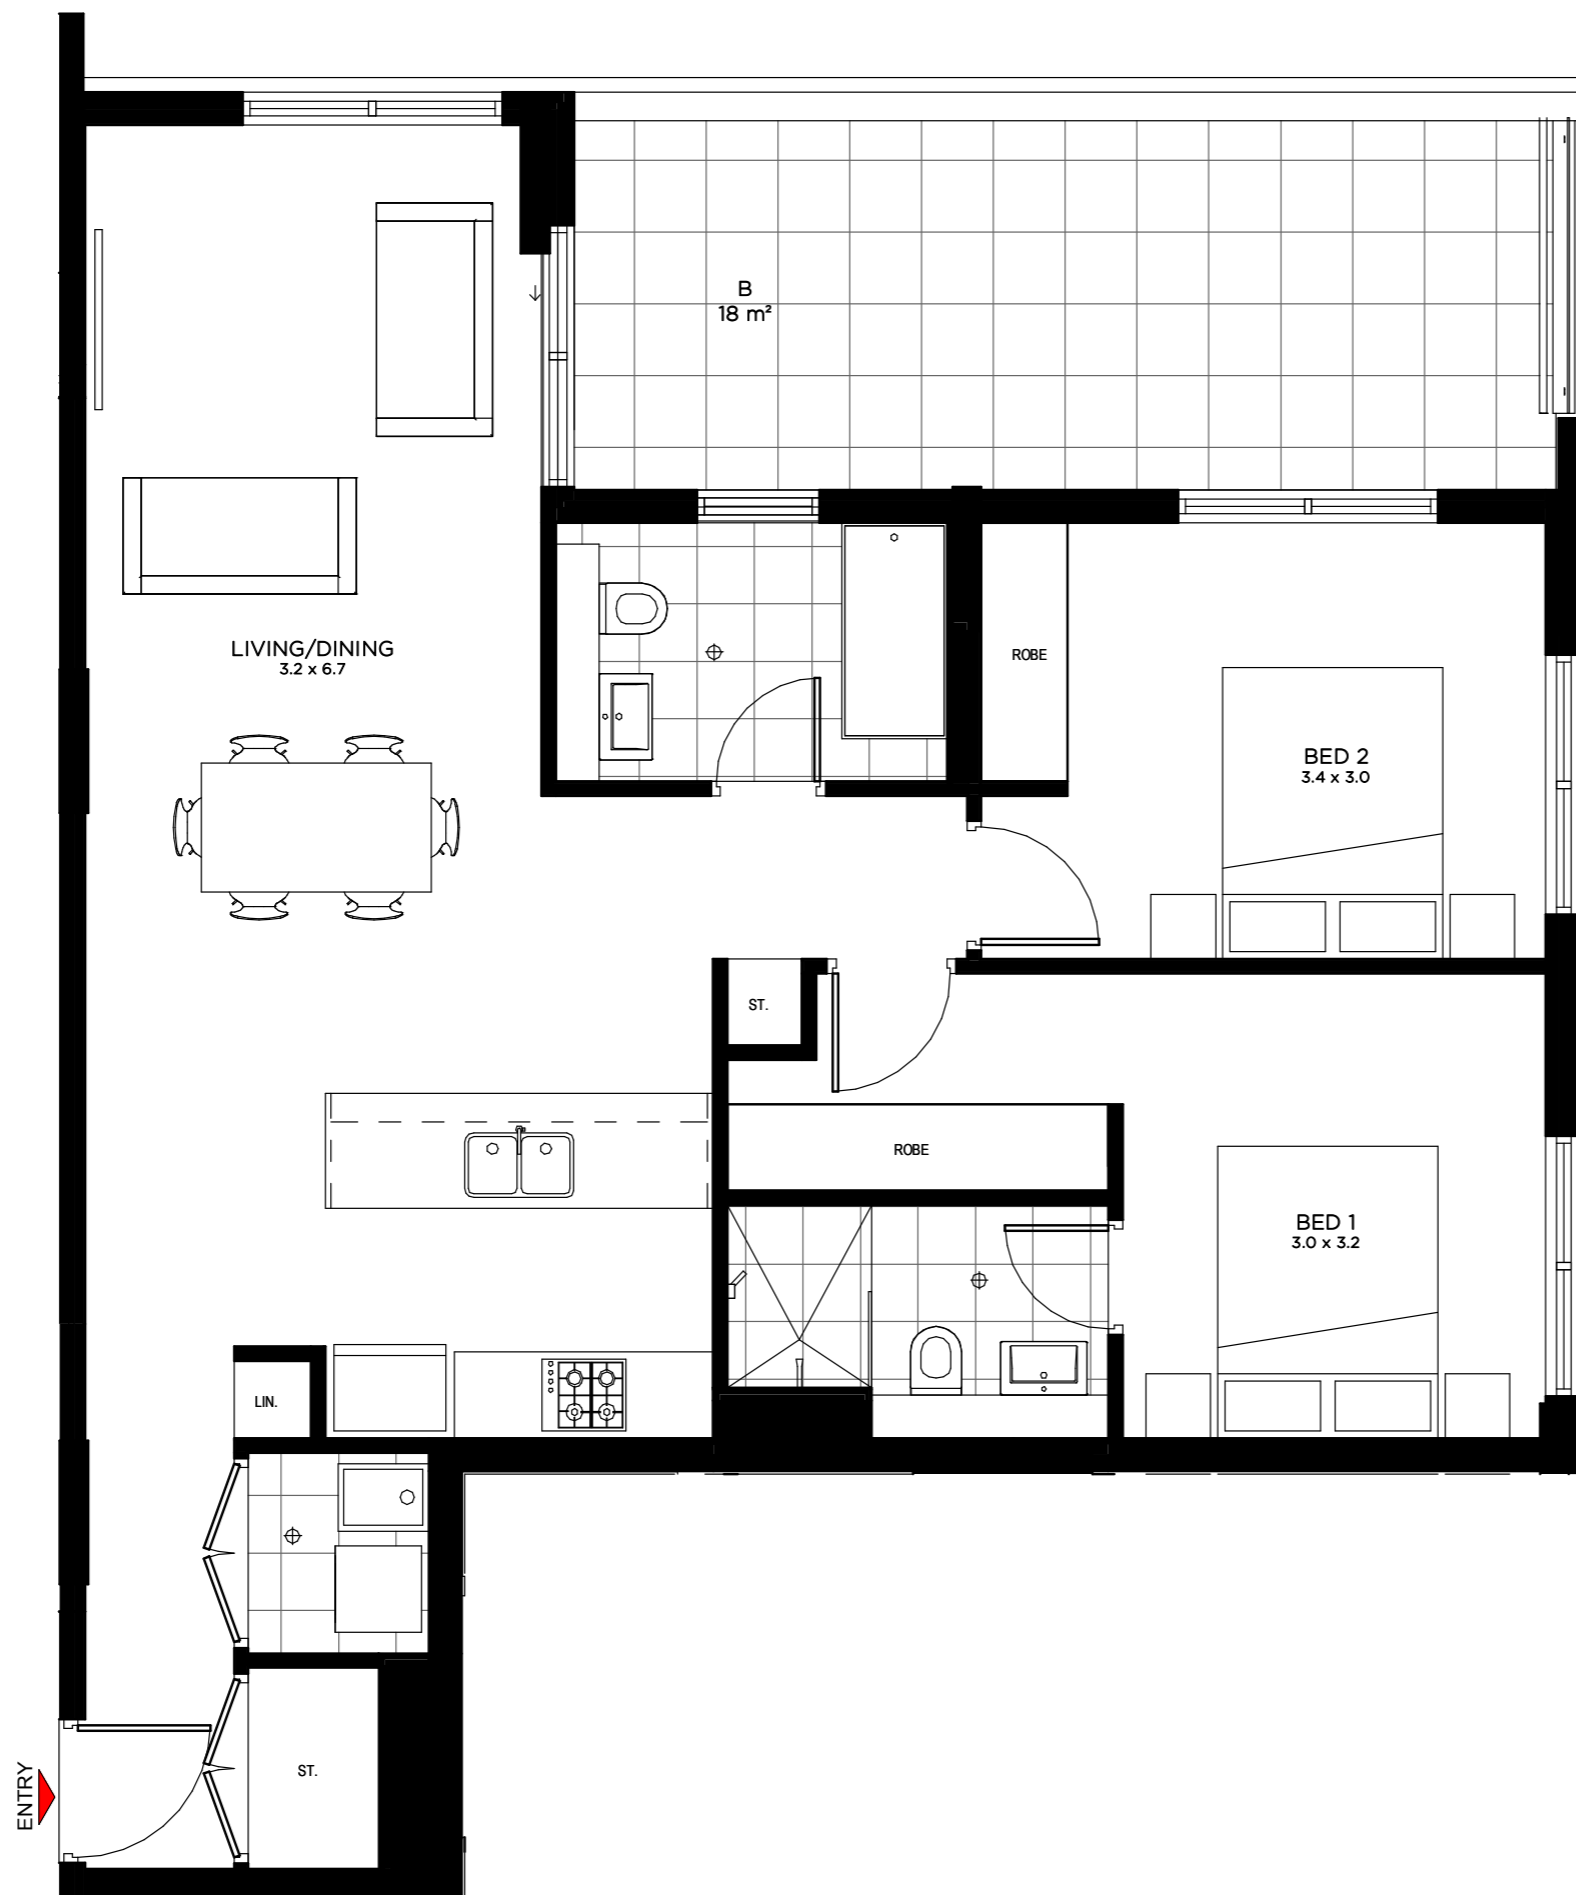 B
18 m²
LIVING/DINING
3.2 x 6.7
ROBE
BED 2
3.4 x 3.0
ST.
ROBE
BED 1
3.0 x 3.2
LIN.
ST.
ENTRY